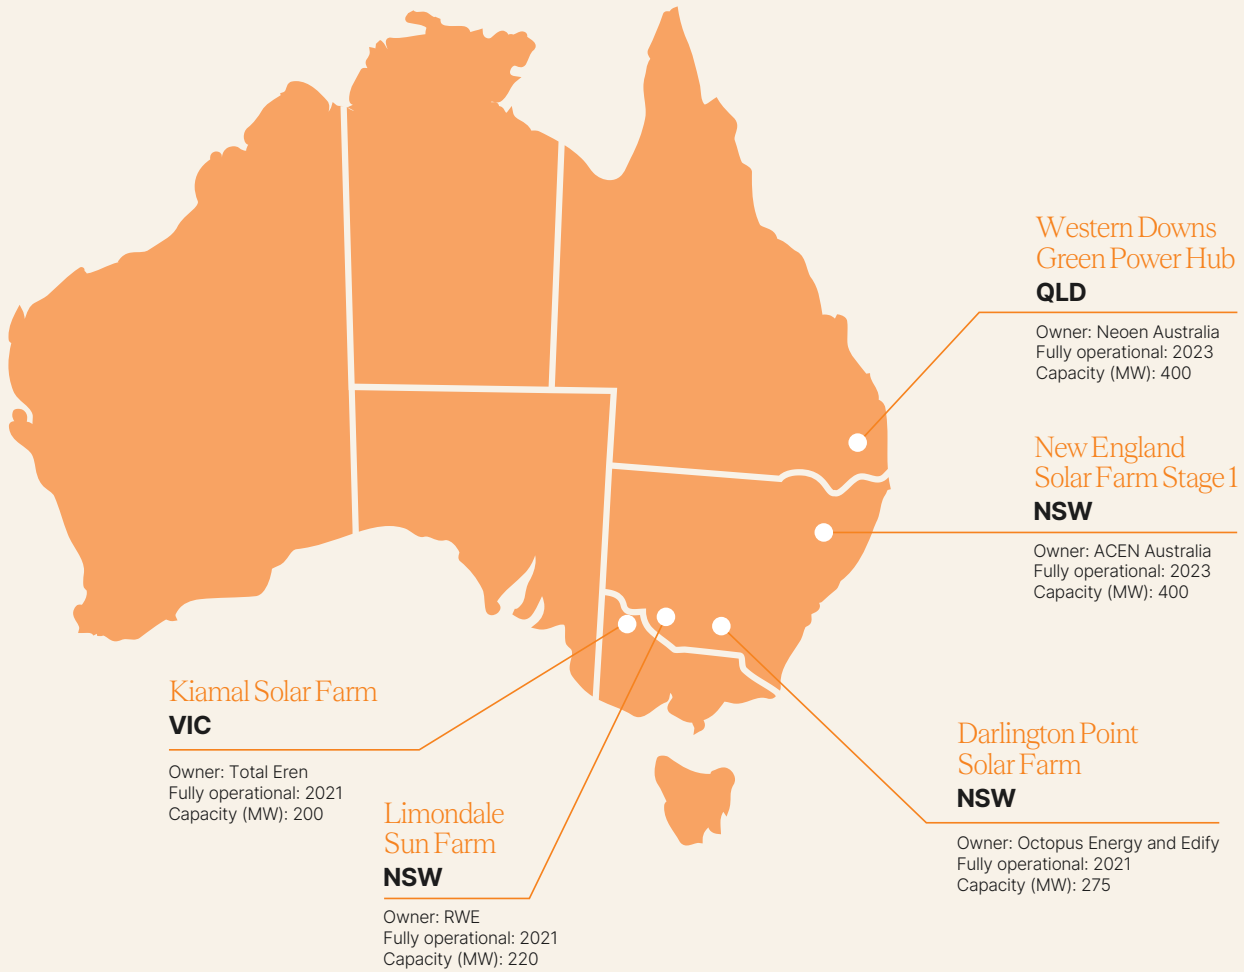 Western Downs
Green Power Hub
QLD
Owner: Neoen Australia
Fully operational: 2023
Capacity (MW): 400
New England
Solar Farm Stage 1
NSW
Owner: ACEN Australia
Fully operational: 2023
Capacity (MW): 400
Kiamal Solar Farm
VIC
Owner: Total Eren
Fully operational: 2021
Capacity (MW): 200
Limondale
Sun Farm
NSW
Owner: RWE
Fully operational: 2021
Capacity (MW): 220
Darlington Point
Solar Farm
NSW
Owner: Octopus Energy and Edify
Fully operational: 2021
Capacity (MW): 275